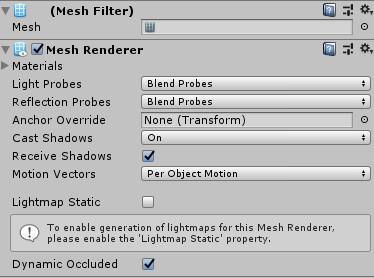 (Mesh Filter)
Mesh
Mesh Renderer
Materials
Light Probes Blend Probes
Reflection Probes Blend Probes
Anchor Override None (Transform)
Cast Shadows On
Receive Shadows
Motion Vectors Per Object Motion
Lightmap Static
To enable generation of lightmaps for this Mesh Renderer,
please enable the 'Lightmap Static' property.
Dynamic Occluded